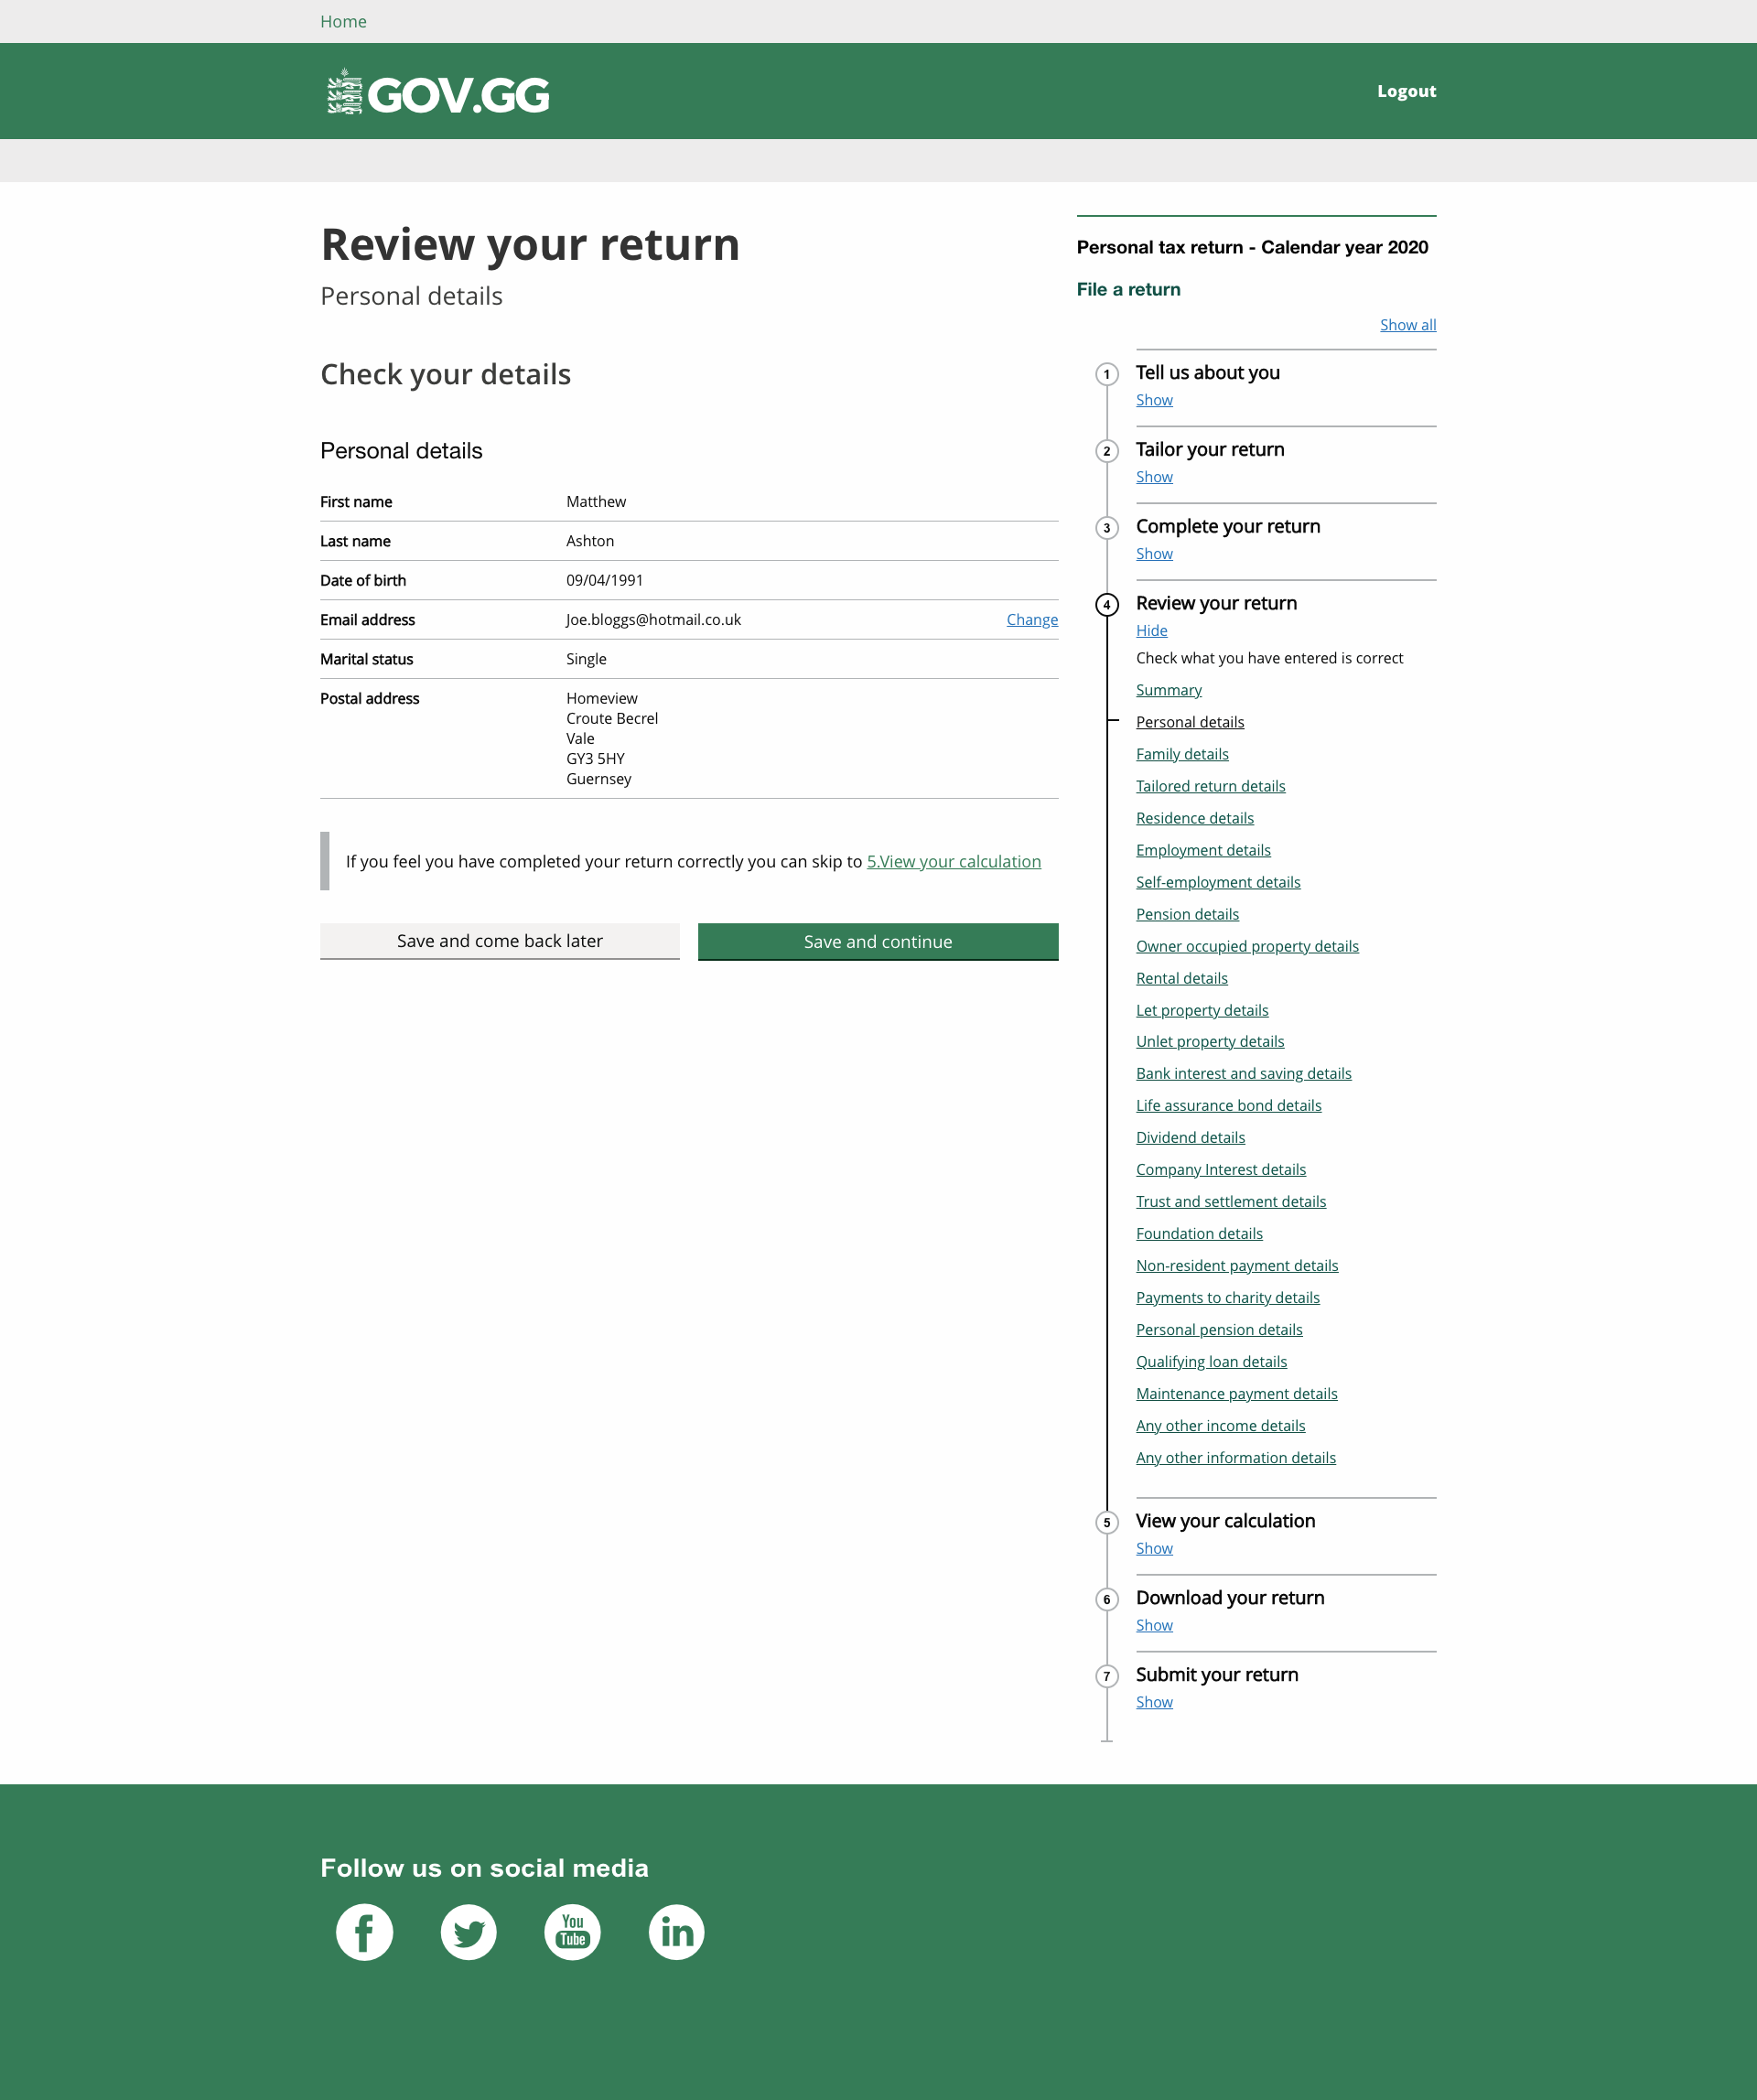 Home
GOV.GG
Logout
Review your return
Personal details
Check your details
Personal details
First name Matthew
Last name Ashton
Date of birth 09/04/1991
Email address Joe.bloggs@hotmail.co.uk Change
Marital status Single
Postal address Homeview
Croute Becrel
Vale
GY3 5HY
Guernsey
If you feel you have completed your return correctly you can skip to 5.View your calculation
Save and come back later
Save and continue
Personal tax return - Calendar year 2020
File a return
Show all
1 Tell us about you
Show
2 Tailor your return
Show
3 Complete your return
Show
4 Review your return
Hide
Check what you have entered is correct
Summary
Personal details
Family details
Tailored return details
Residence details
Employment details
Self-employment details
Pension details
Owner occupied property details
Rental details
Let property details
Unlet property details
Bank interest and saving details
Life assurance bond details
Dividend details
Company Interest details
Trust and settlement details
Foundation details
Non-resident payment details
Payments to charity details
Personal pension details
Qualifying loan details
Maintenance payment details
Any other income details
Any other information details
5 View your calculation
Show
6 Download your return
Show
7 Submit your return
Show
Follow us on social media
f
You
Tube
in